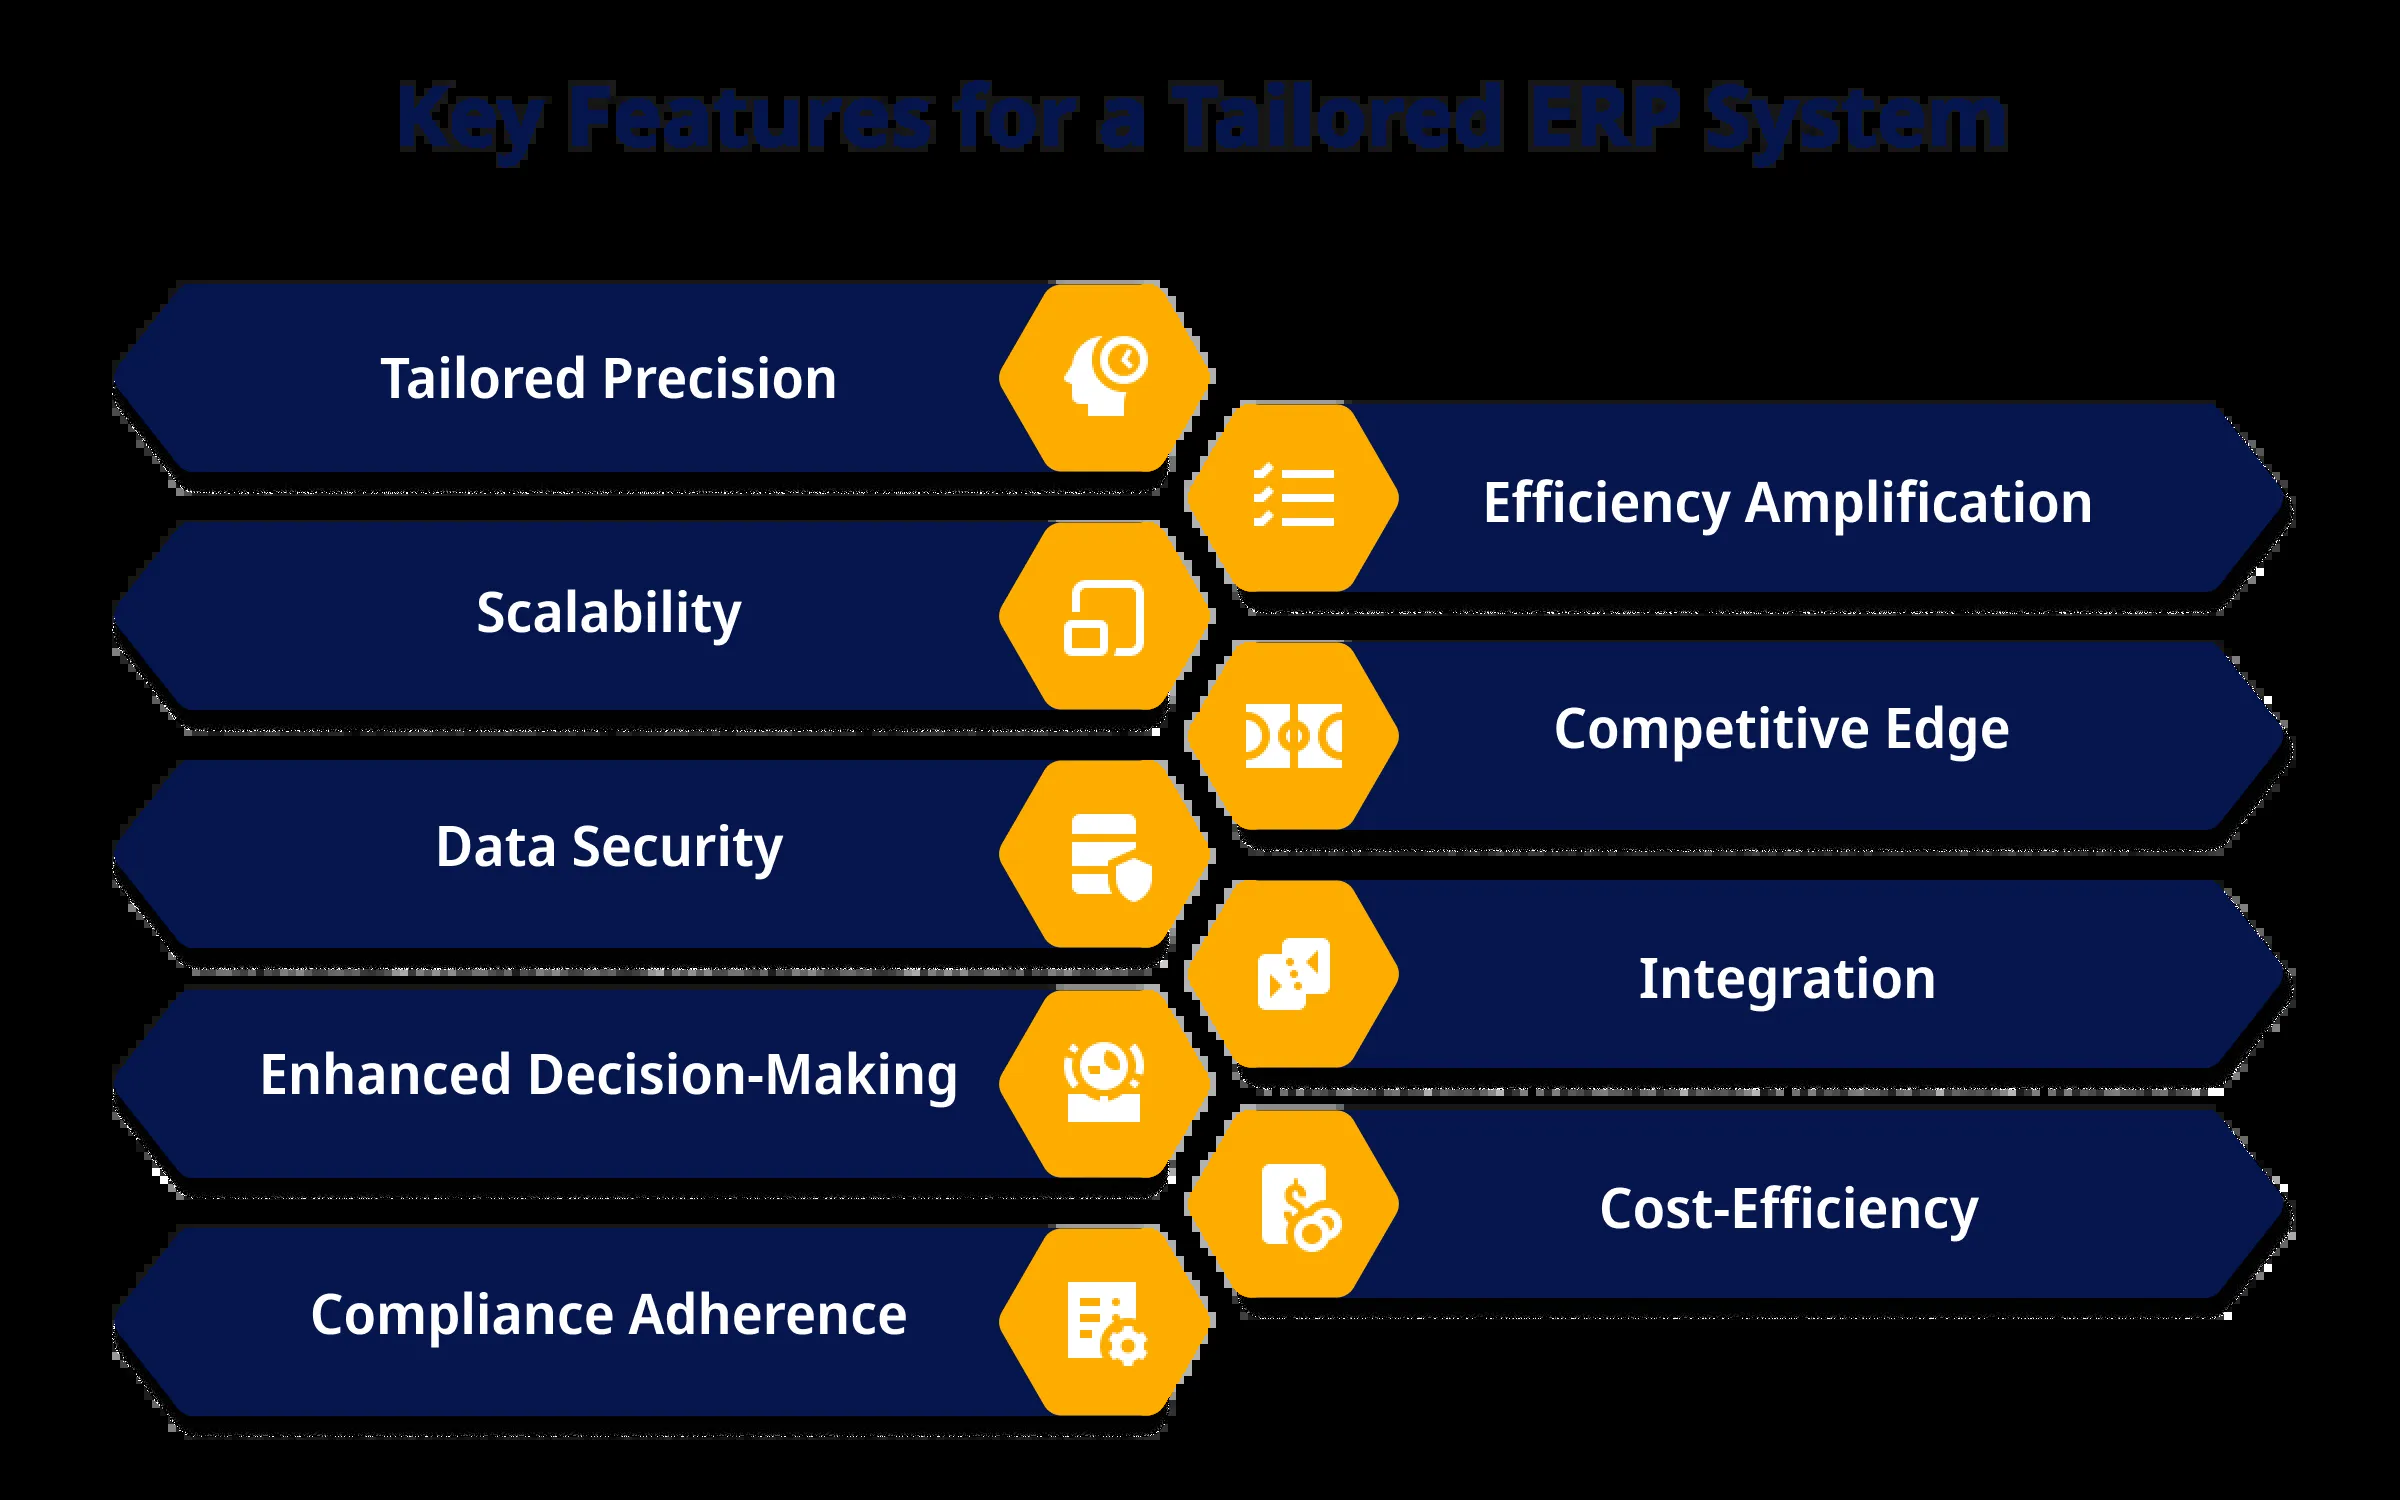 Key Features for a Tailored ERP System
Tailored Precision
Efficiency Amplification
Scalability
Competitive Edge
Data Security
Integration
Enhanced Decision-Making
Cost-Efficiency
Compliance Adherence